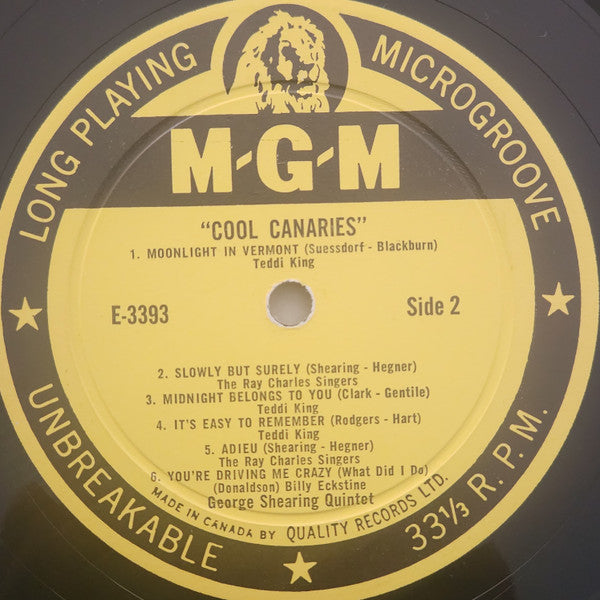 LONG PLAYING
MICROGROOVE
M-G-M
"COOL CANARIES"
1. MOONLIGHT IN VERMONT (Suessdorf - Blackburn)
Teddi King
E-3393
Side 2
2. SLOWLY BUT SURELY (Shearing - Hegner)
The Ray Charles Singers
3. MIDNIGHT BELONGS TO YOU (Clark - Gentile)
Teddi King
4. IT'S EASY TO REMEMBER (Rodgers - Hart)
Teddi King
5. ADIEU (Shearing - Hegner)
The Ray Charles Singers
6. YOU'RE DRIVING ME CRAZY (What Did I Do)
(Donaldson) Billy Eckstine
George Shearing Quintet
MADE IN CANADA BY QUALITY RECORDS LTD.
UNBREAKABLE
33⅓ R.P.M.